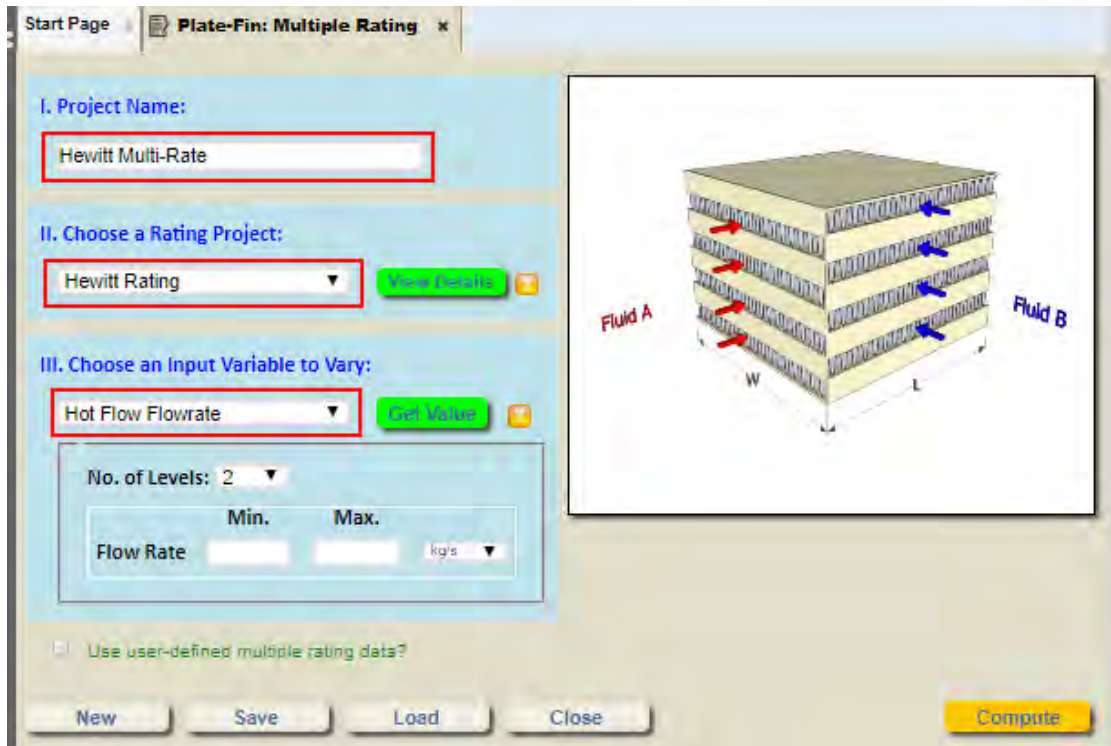 Start Page
Plate-Fin: Multiple Rating ×
I. Project Name:
Hewitt Multi-Rate
II. Choose a Rating Project:
Hewitt Rating ▼ View Details
III. Choose an Input Variable to Vary:
Hot Flow Flowrate ▼ Get Value
No. of Levels: 2 ▼
Min. Max.
Flow Rate kg/s ▼
Use user-defined multiple rating data?
New Save Load Close Compute
Fluid A
Fluid B
W
L